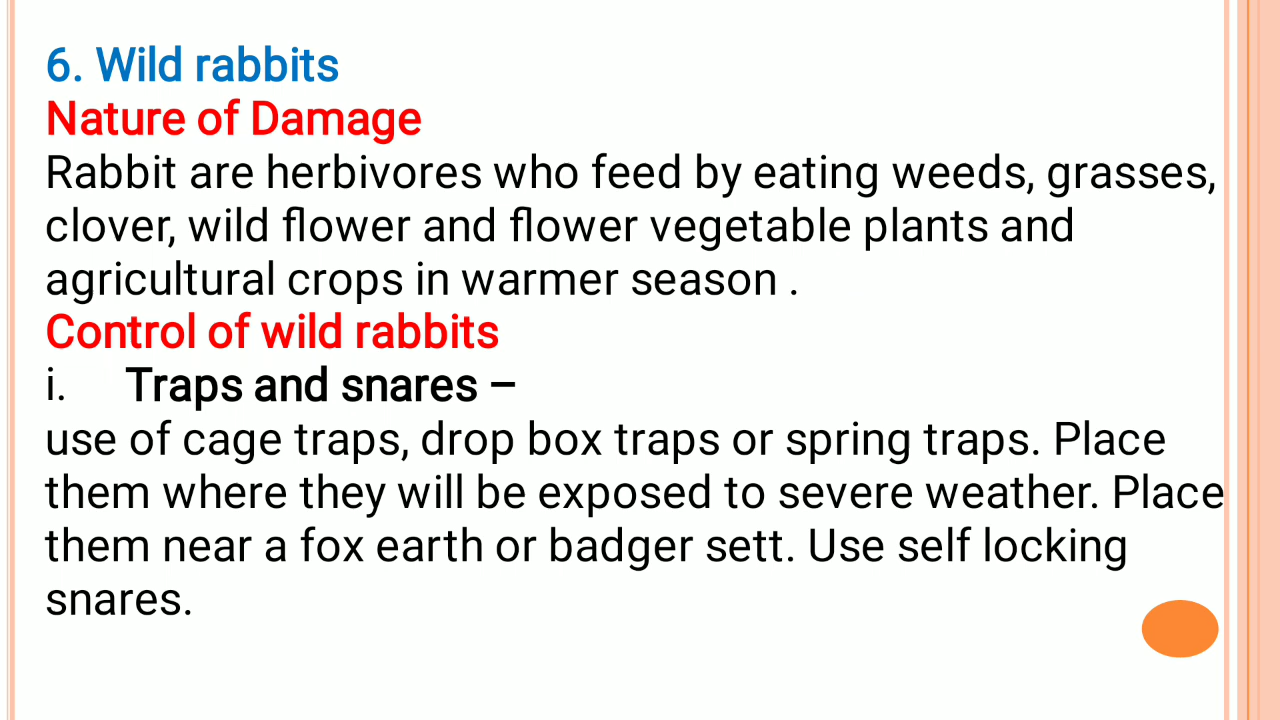 6. Wild rabbits
Nature of Damage
Rabbit are herbivores who feed by eating weeds, grasses,
clover, wild flower and flower vegetable plants and
agricultural crops in warmer season .
Control of wild rabbits
i. Traps and snares –
use of cage traps, drop box traps or spring traps. Place
them where they will be exposed to severe weather. Place
them near a fox earth or badger sett. Use self locking
snares.